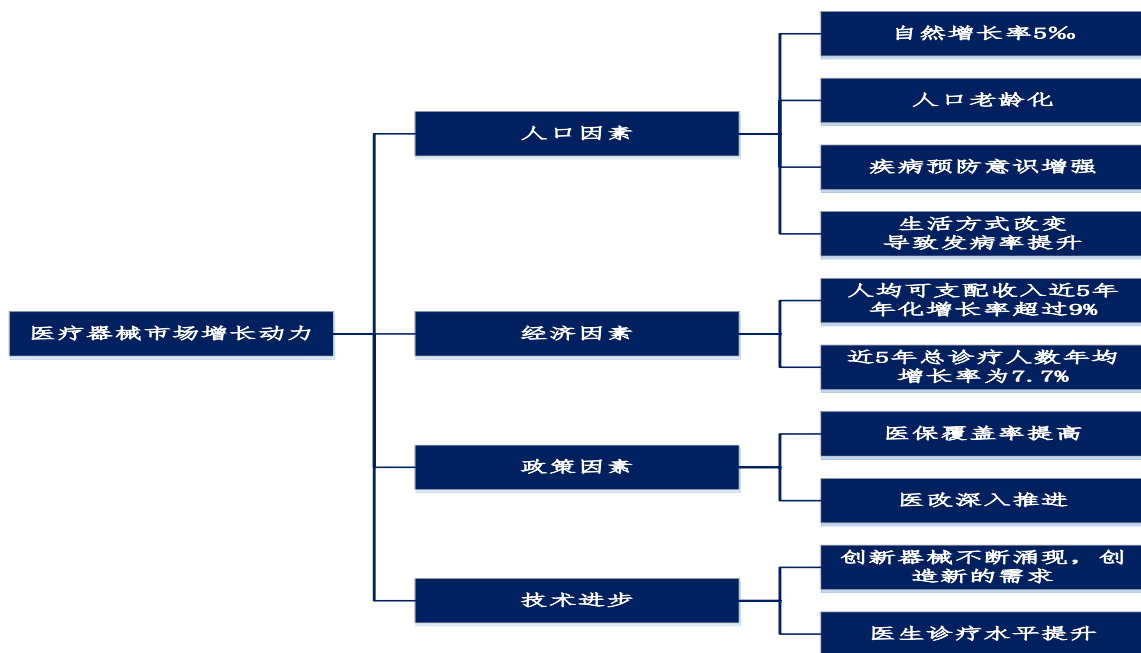 医疗器械市场增长动力
人口因素
自然增长率5‰
人口老龄化
疾病预防意识增强
生活方式改变
导致发病率提升
经济因素
人均可支配收入近5年
年化增长率超过9%
近5年总诊疗人数年均
增长率为7.7%
政策因素
医保覆盖率提高
医改深入推进
技术进步
创新器械不断涌现，创
造新的需求
医生诊疗水平提升